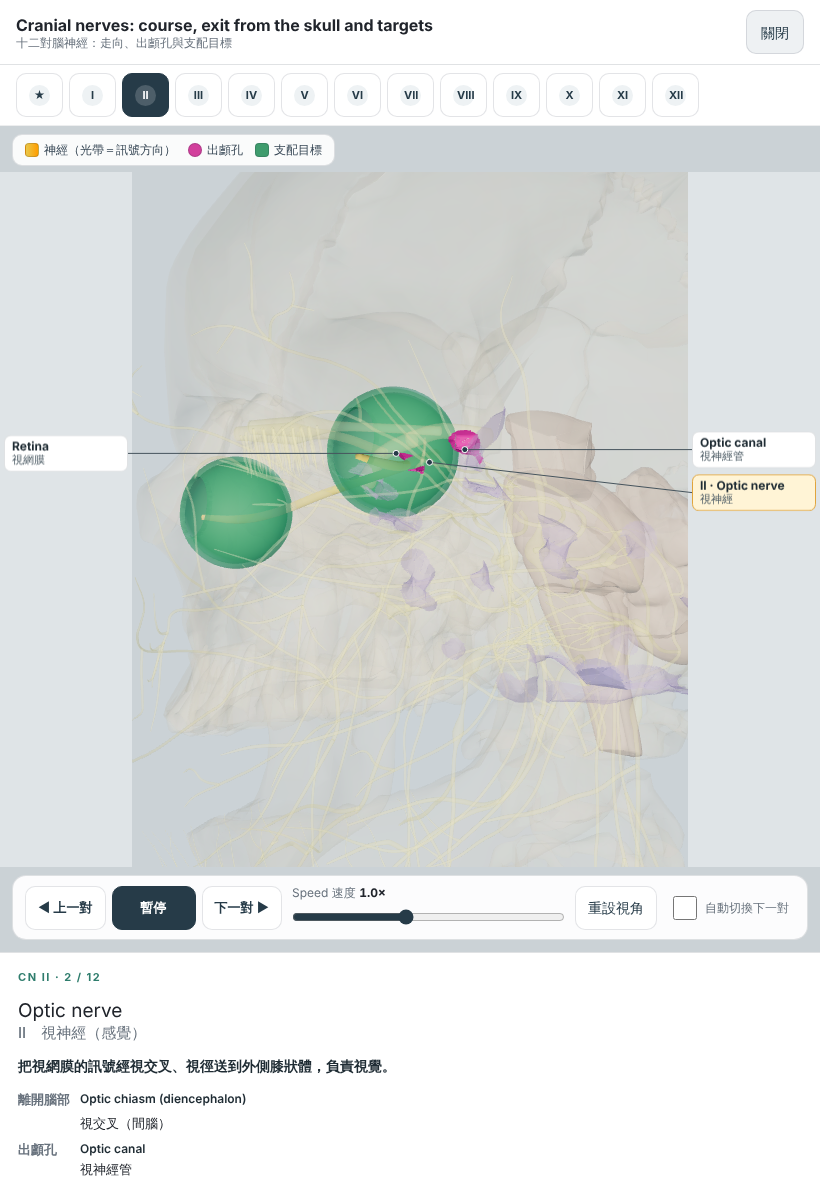 Cranial nerves: course, exit from the skull and targets
十二對腦神經：走向、出顱孔與支配目標
關閉
★ I II III IV V VI VII VIII IX X XI XII
神經（光帶＝訊號方向） 出顱孔 支配目標
Retina
視網膜
Optic canal
視神經管
II · Optic nerve
視神經
◀ 上一對 暫停 下一對 ▶ Speed 速度 1.0× 重設視角 自動切換下一對
CN II · 2 / 12
Optic nerve
II 視神經（感覺）
把視網膜的訊號經視交叉、視徑送到外側膝狀體，負責視覺。
離開腦部 Optic chiasm (diencephalon)
視交叉（間腦）
出顱孔 Optic canal
視神經管